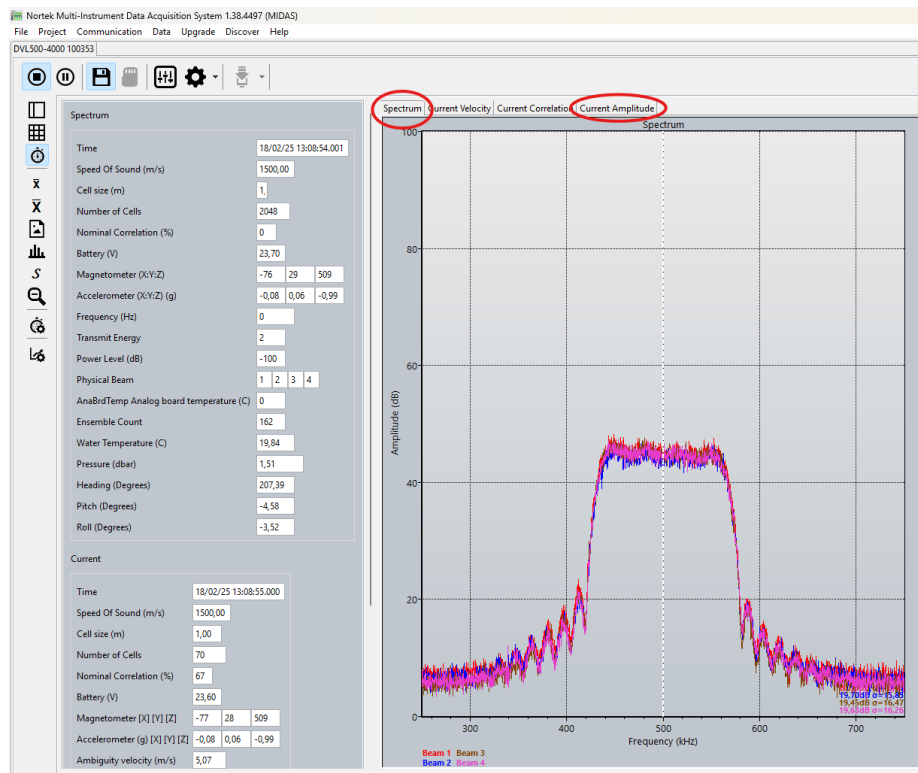 Nortek Multi-Instrument Data Acquisition System 1.38.4497 (MIDAS)
File Project Communication Data Upgrade Discover Help
DVL500-4000 100353
Spectrum
Time 18/02/25 13:08:54.001
Speed Of Sound (m/s) 1500,00
Cell size (m) 1,
Number of Cells 2048
Nominal Correlation (%) 0
Battery (V) 23,70
Magnetometer (X:Y:Z) -76 29 509
Accelerometer (X:Y:Z) (g) -0,08 0,06 -0,99
Frequency (Hz) 0
Transmit Energy 2
Power Level (dB) -100
Physical Beam 1 2 3 4
AnaBrdTemp Analog board temperature (C) 0
Ensemble Count 162
Water Temperature (C) 19,84
Pressure (dbar) 1,51
Heading (Degrees) 207,39
Pitch (Degrees) -4,58
Roll (Degrees) -3,52
Current
Time 18/02/25 13:08:55.000
Speed Of Sound (m/s) 1500,00
Cell size (m) 1,00
Number of Cells 70
Nominal Correlation (%) 67
Battery (V) 23,60
Magnetometer [X] [Y] [Z] -77 28 509
Accelerometer (g) [X] [Y] [Z] -0,08 0,06 -0,99
Ambiguity velocity (m/s) 5,07
Spectrum Current Velocity Current Correlation Current Amplitude
Spectrum
100
80
60
40
20
0
Amplitude (dB)
19,45dB σ=16,47
300 400 500 600 700
Frequency (kHz)
Beam 1 Beam 3
Beam 2 Beam 4